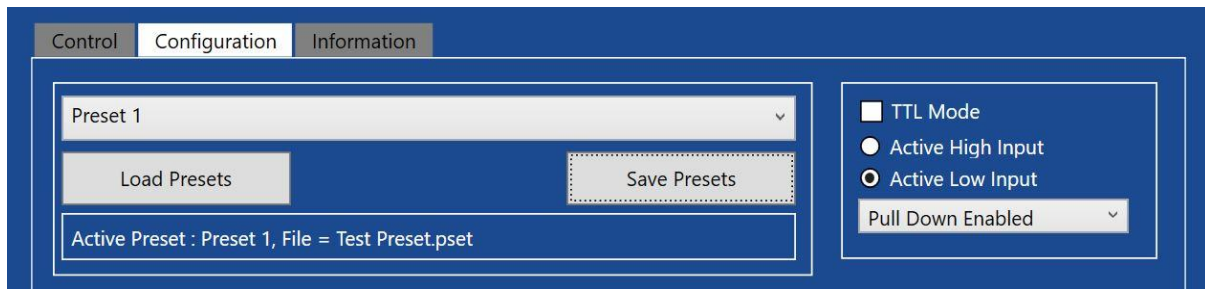 Control Configuration Information
Preset 1
Load Presets Save Presets
Active Preset : Preset 1, File = Test Preset.pset
TTL Mode
Active High Input
Active Low Input
Pull Down Enabled